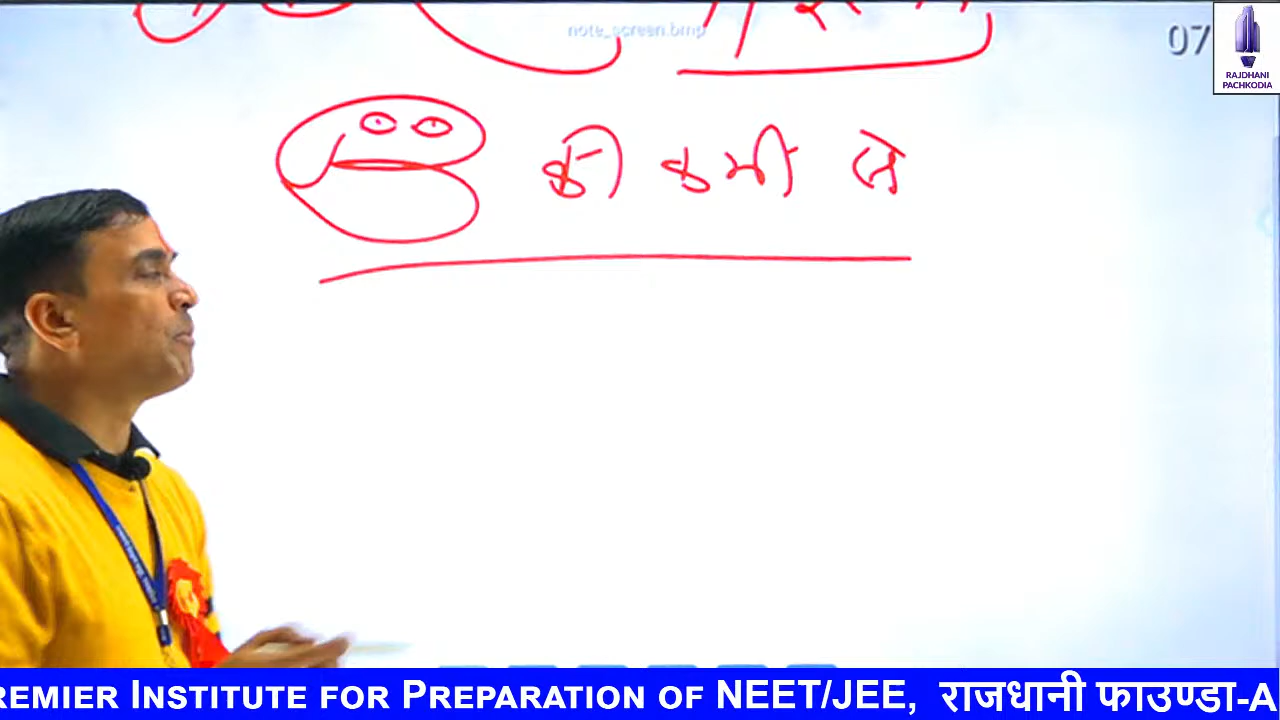 note_screen.bmp
07
RAJDHANI
PACHKODIA
की कमी से
REMIER INSTITUTE FOR PREPARATION OF NEET/JEE, राजधानी फाउण्डा-A